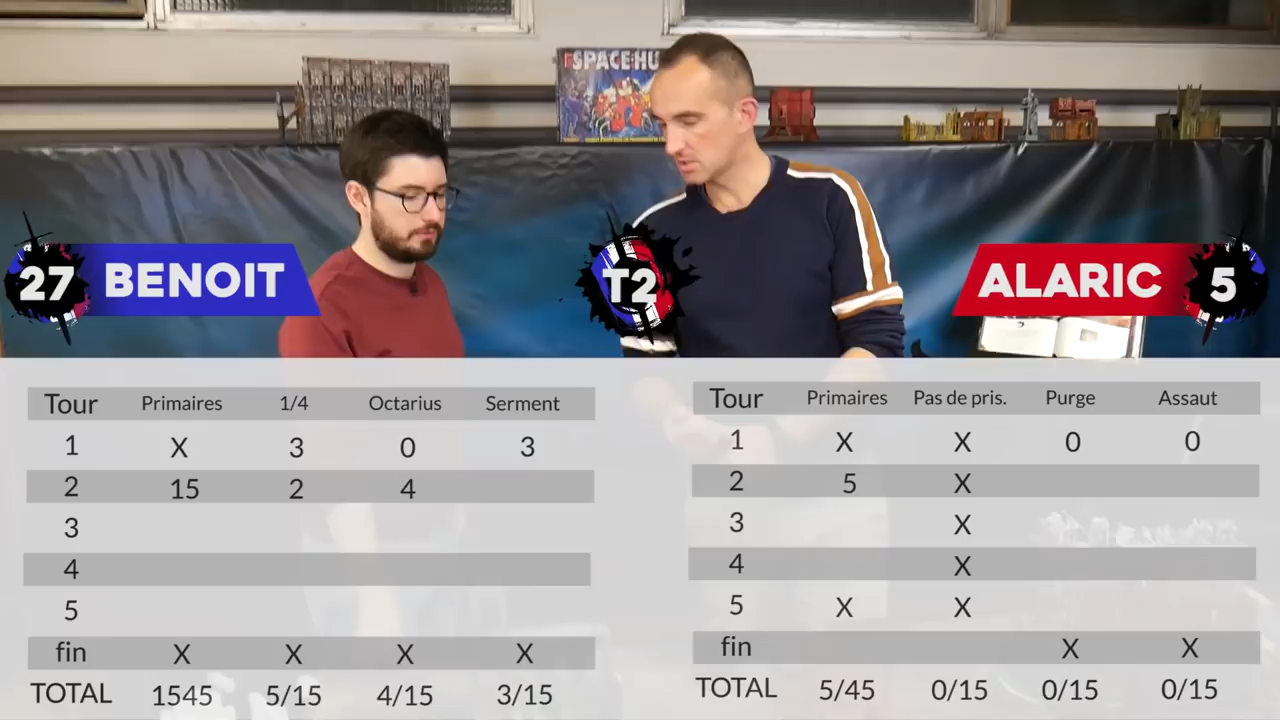 SPACE HU
27 BENOIT
T2
ALARIC 5
Tour Primaires 1/4 Octarius Serment
1 X 3 0 3
2 15 2 4
3
4
5
fin X X X X
TOTAL 1545 5/15 4/15 3/15
Tour Primaires Pas de pris. Purge Assaut
1 X X 0 0
2 5 X
3 X
4 X
5 X X
fin X X
TOTAL 5/45 0/15 0/15 0/15